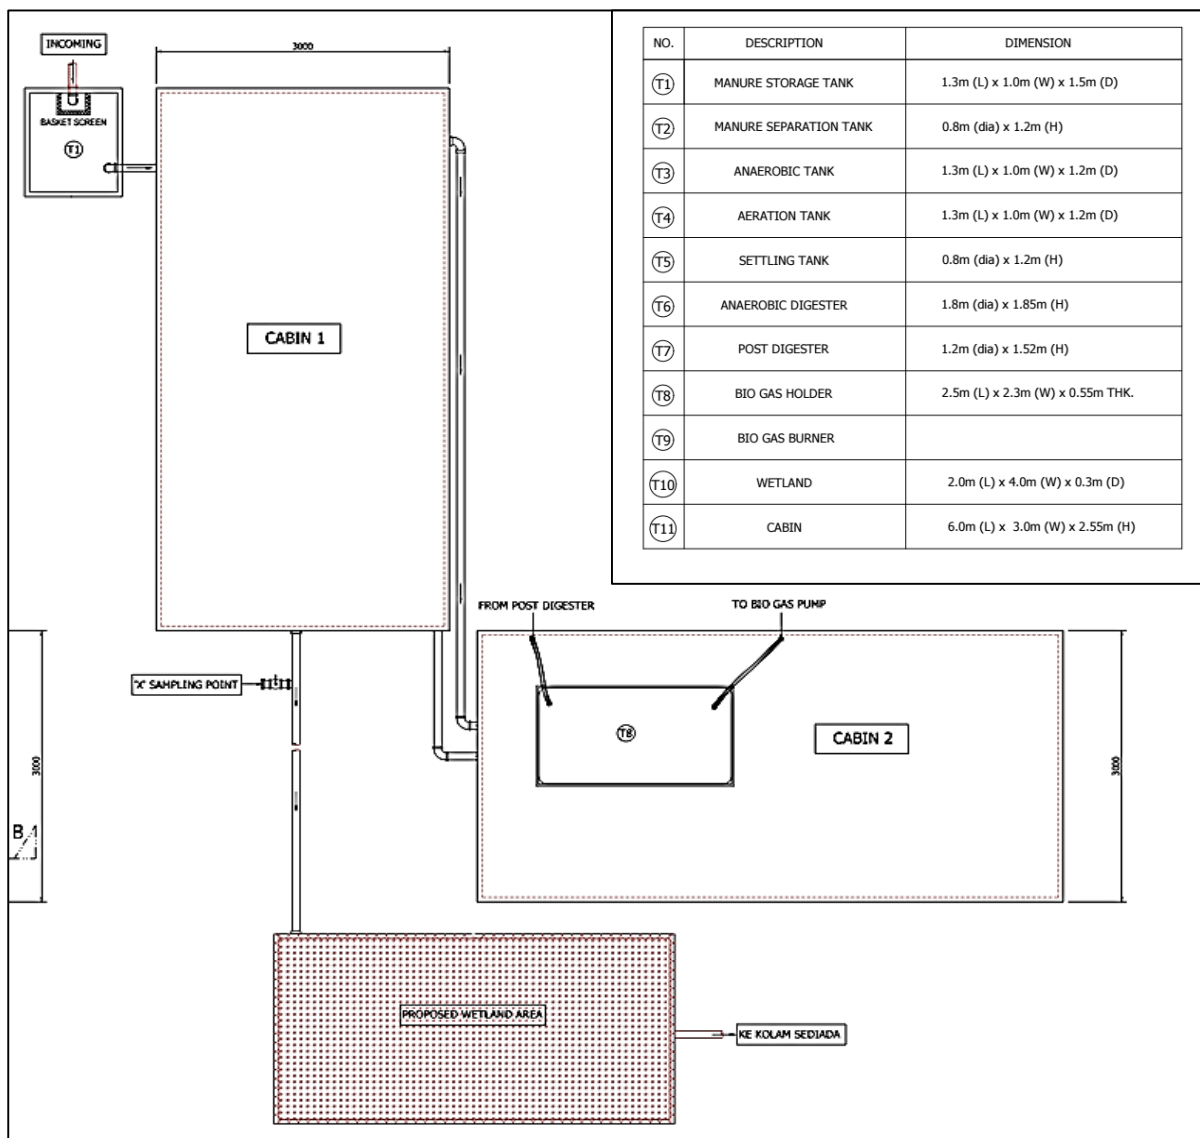 INCOMING
3000
BASKET SCREEN
T1
CABIN 1
NO. DESCRIPTION DIMENSION
T1 MANURE STORAGE TANK 1.3m (L) x 1.0m (W) x 1.5m (D)
T2 MANURE SEPARATION TANK 0.8m (dia) x 1.2m (H)
T3 ANAEROBIC TANK 1.3m (L) x 1.0m (W) x 1.2m (D)
T4 AERATION TANK 1.3m (L) x 1.0m (W) x 1.2m (D)
T5 SETTLING TANK 0.8m (dia) x 1.2m (H)
T6 ANAEROBIC DIGESTER 1.8m (dia) x 1.85m (H)
T7 POST DIGESTER 1.2m (dia) x 1.52m (H)
T8 BIO GAS HOLDER 2.5m (L) x 2.3m (W) x 0.55m THK.
T9 BIO GAS BURNER
T10 WETLAND 2.0m (L) x 4.0m (W) x 0.3m (D)
T11 CABIN 6.0m (L) x 3.0m (W) x 2.55m (H)
FROM POST DIGESTER
TO BIO GAS PUMP
'X' SAMPLING POINT
T8
CABIN 2
3000
3000
B
PROPOSED WETLAND AREA
KE KOLAM SEDIADA